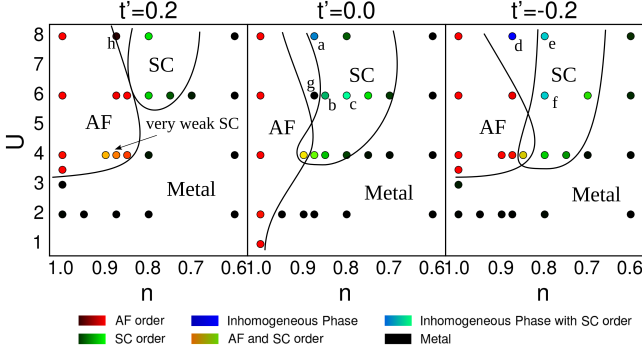 t'=0.2 t'=0.0 t'=-0.2
8 h a d e
7 SC SC SC
6 g b c f
5 AF very weak SC AF AF
U
4
3 Metal Metal Metal
2
1
1.0 0.9 0.8 0.7 0.6 1.0 0.9 0.8 0.7 0.6 1.0 0.9 0.8 0.7 0.6
n n n
AF order Inhomogeneous Phase Inhomogeneous Phase with SC order
SC order AF and SC order Metal